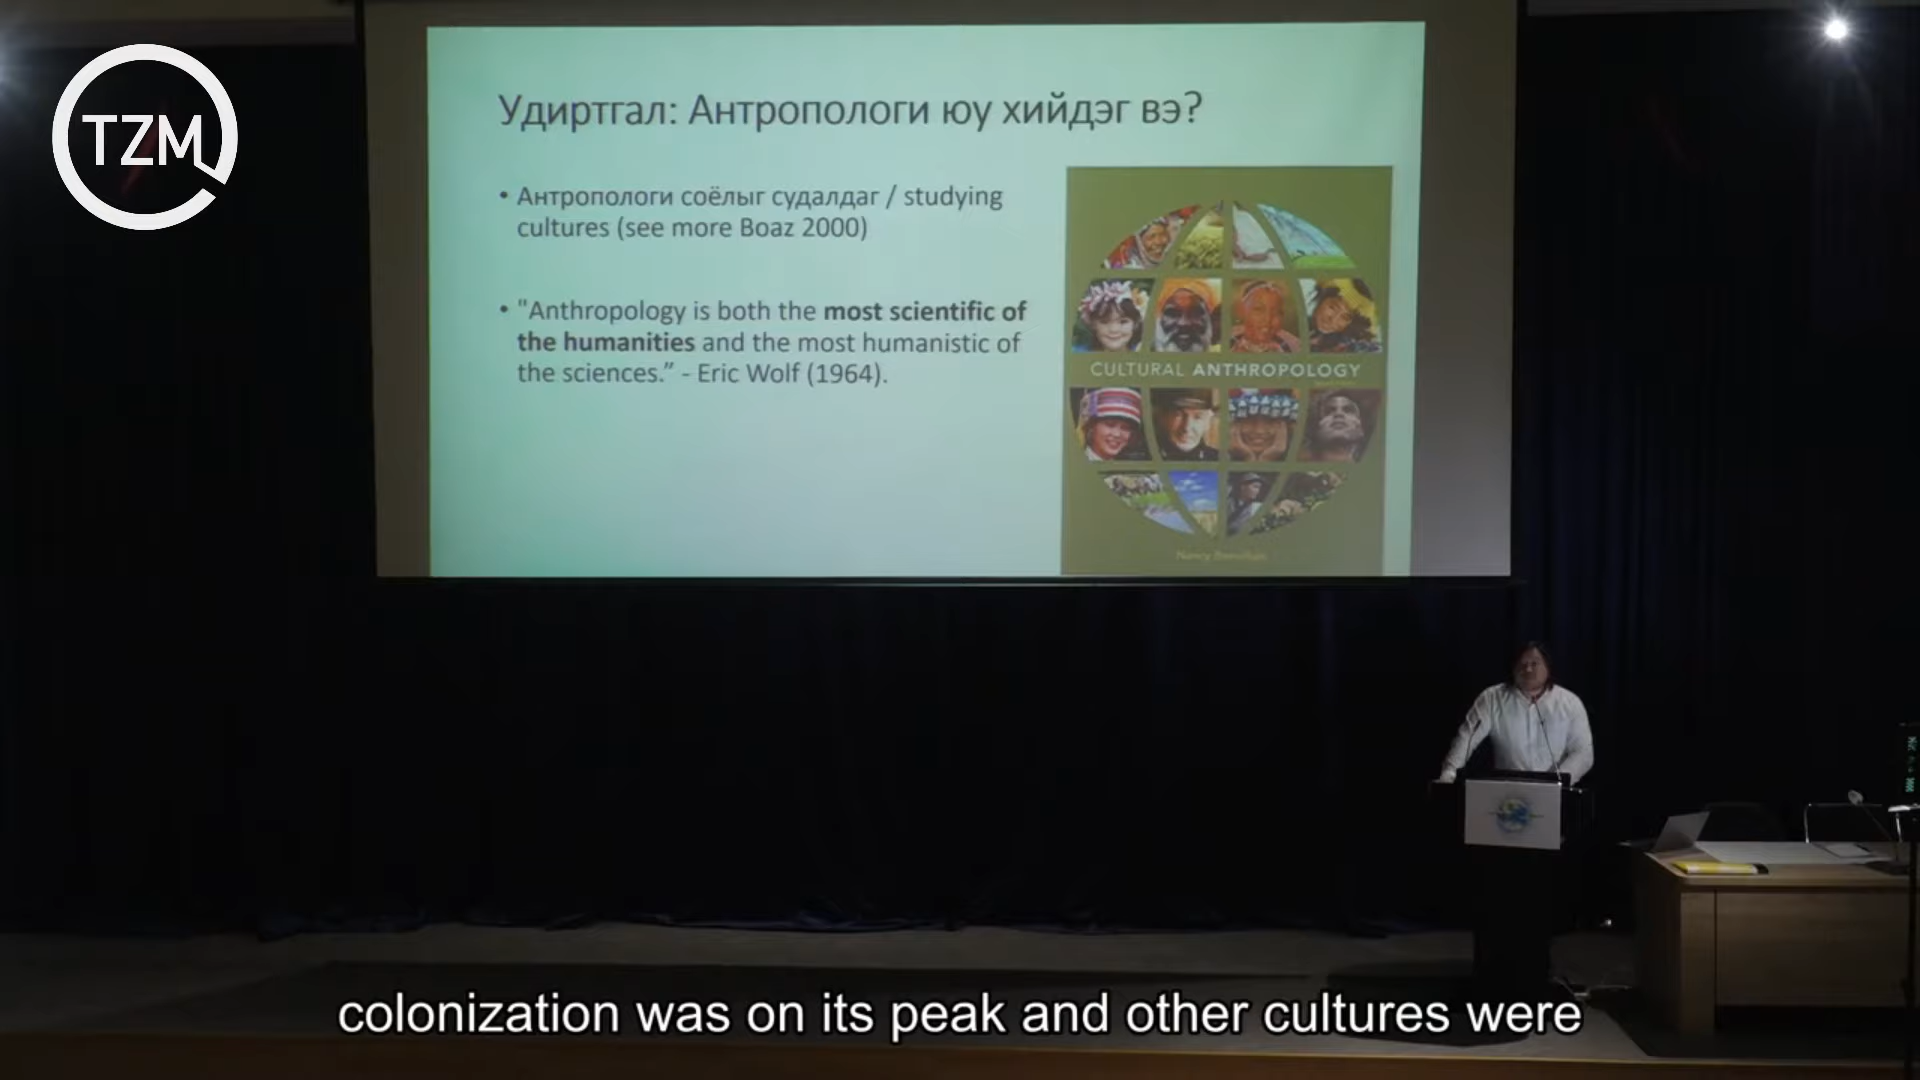 TZM
Удиртгал: Антропологи юу хийдэг вэ?
• Антропологи соёлыг судалдаг / studying
cultures (see more Boaz 2000)
• "Anthropology is both the most scientific of
the humanities and the most humanistic of
the sciences.” - Eric Wolf (1964).
CULTURAL ANTHROPOLOGY
Nancy
colonization was on its peak and other cultures were